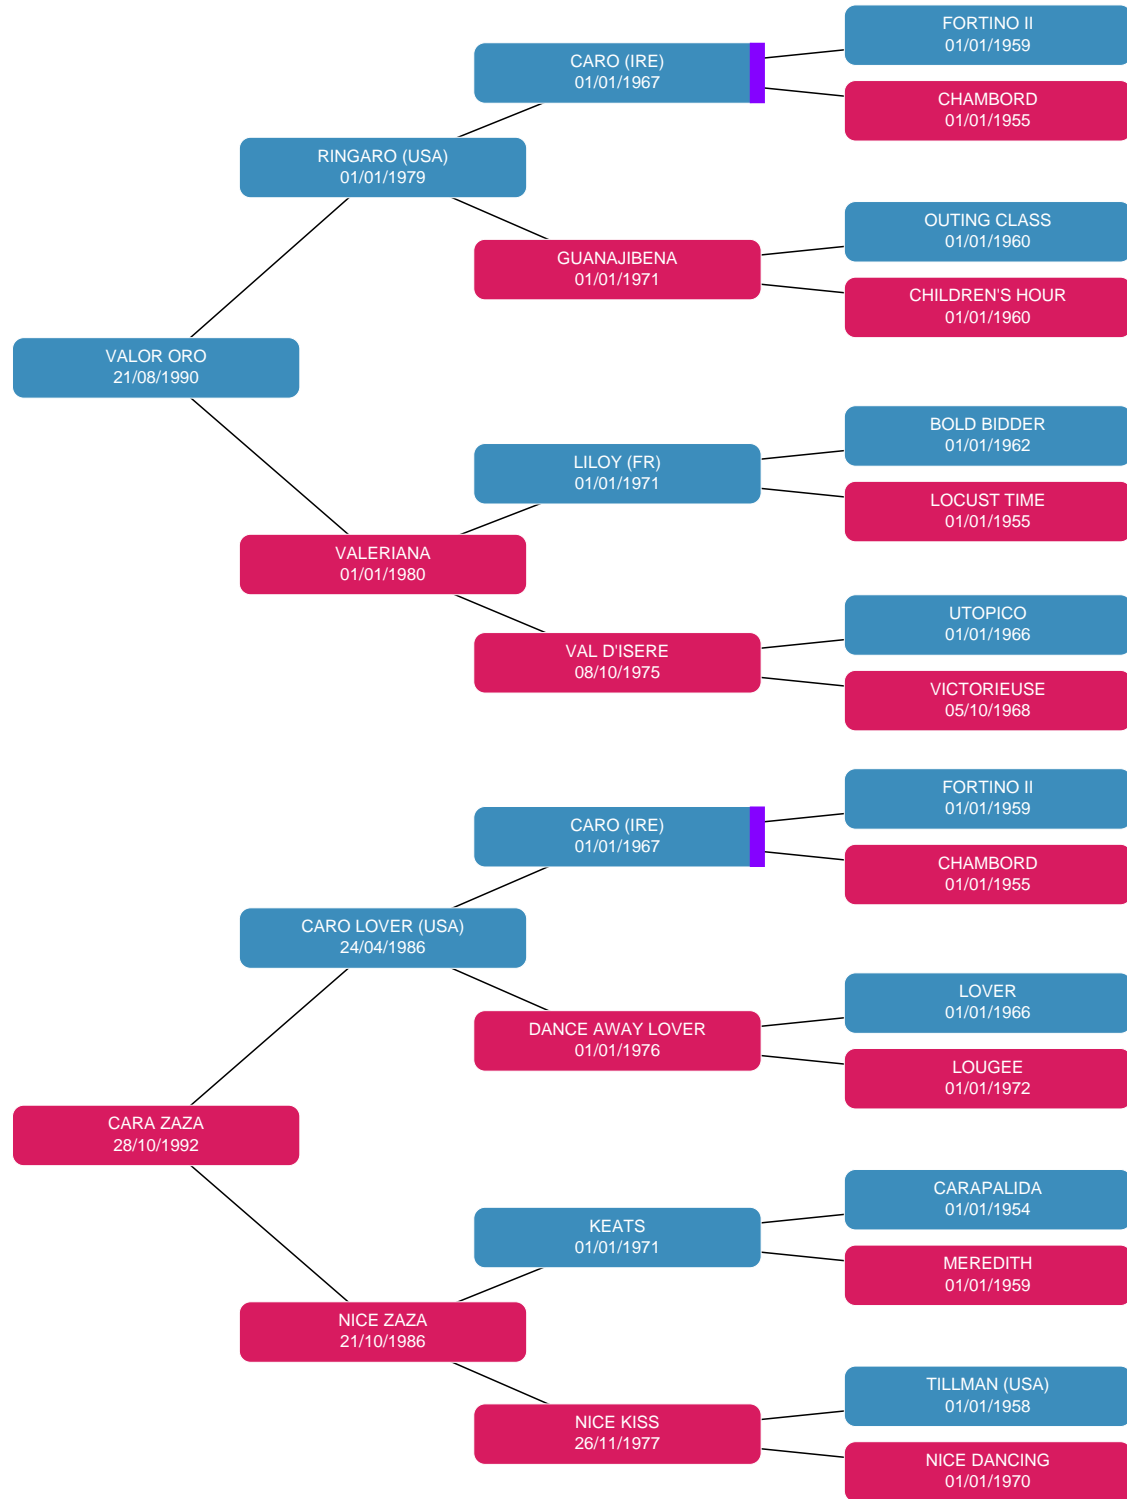 FORTINO II
01/01/1959
CARO (IRE)
01/01/1967
CHAMBORD
01/01/1955
RINGARO (USA)
01/01/1979
OUTING CLASS
01/01/1960
GUANAJIBENA
01/01/1971
CHILDREN'S HOUR
01/01/1960
VALOR ORO
21/08/1990
BOLD BIDDER
01/01/1962
LILOY (FR)
01/01/1971
LOCUST TIME
01/01/1955
VALERIANA
01/01/1980
UTOPICO
01/01/1966
VAL D'ISERE
08/10/1975
VICTORIEUSE
05/10/1968
FORTINO II
01/01/1959
CARO (IRE)
01/01/1967
CHAMBORD
01/01/1955
CARO LOVER (USA)
24/04/1986
LOVER
01/01/1966
DANCE AWAY LOVER
01/01/1976
LOUGEE
01/01/1972
CARA ZAZA
28/10/1992
CARAPALIDA
01/01/1954
KEATS
01/01/1971
MEREDITH
01/01/1959
NICE ZAZA
21/10/1986
TILLMAN (USA)
01/01/1958
NICE KISS
26/11/1977
NICE DANCING
01/01/1970